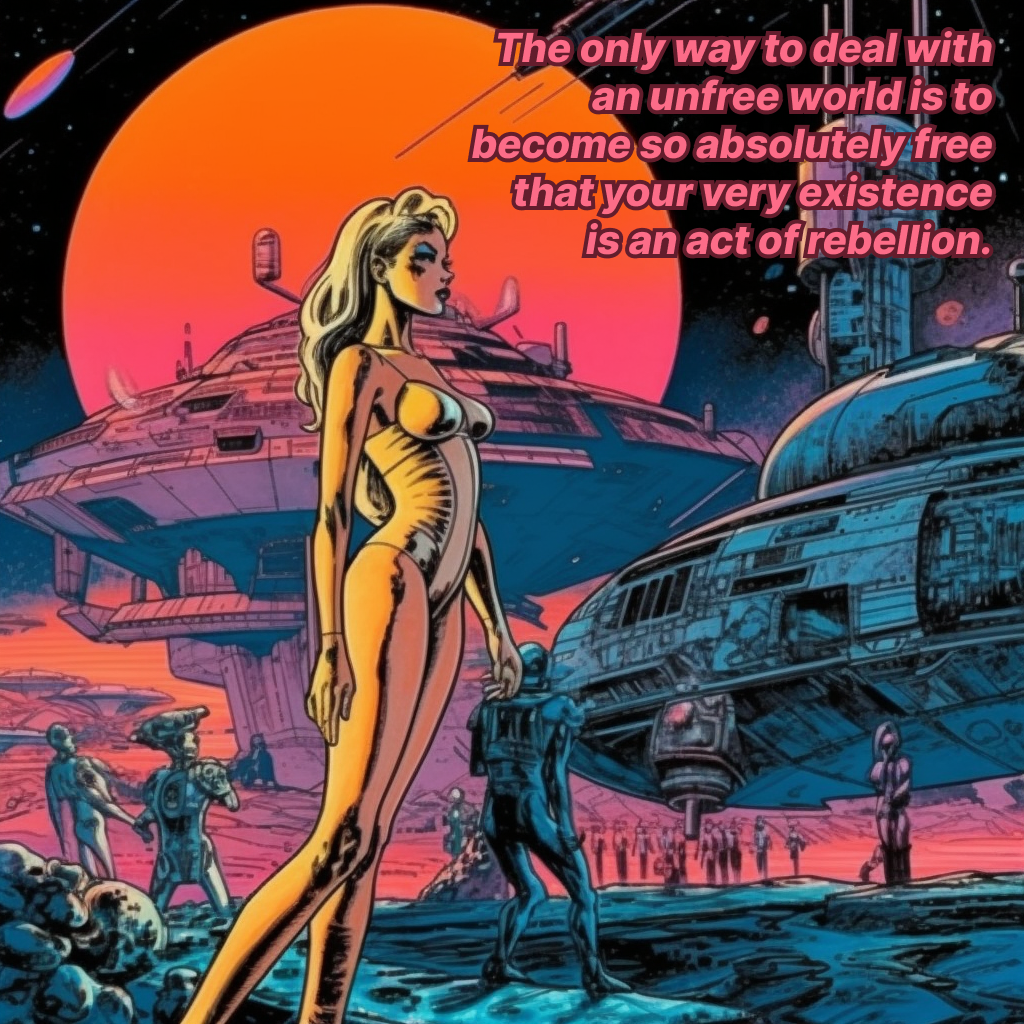 The only way to deal with
an unfree world is to
become so absolutely free
that your very existence
is an act of rebellion.